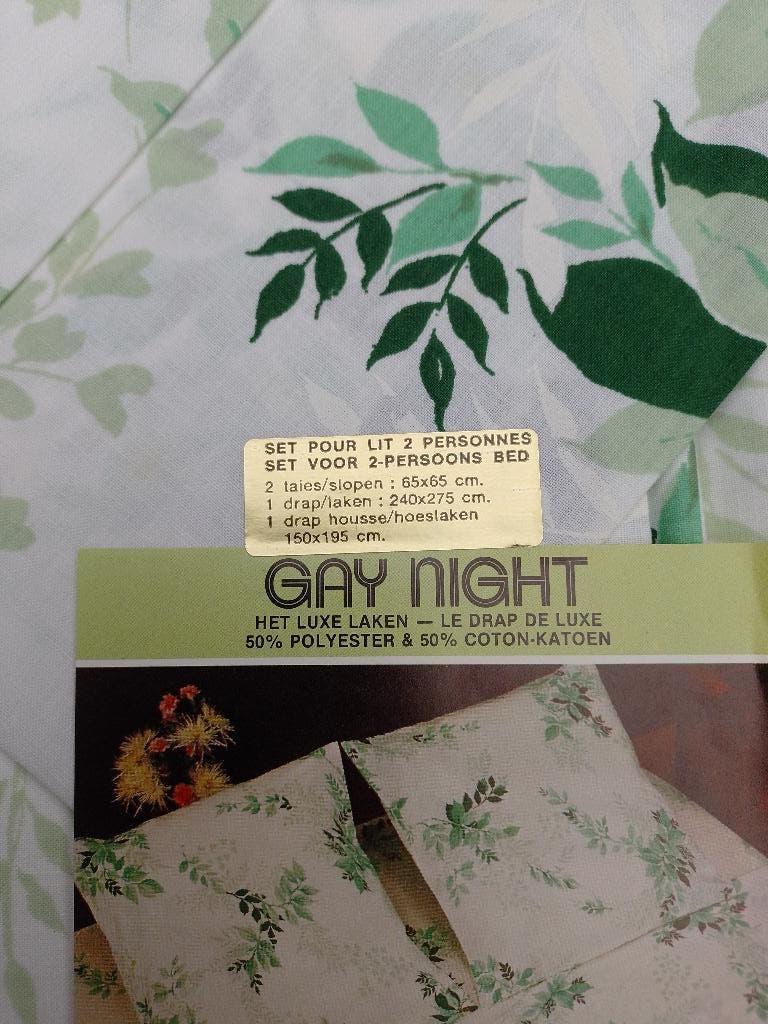 SET POUR LIT 2 PERSONNES
SET VOOR 2-PERSOONS BED
2 taies/slopen : 65x65 cm.
1 drap/laken : 240x275 cm.
1 drap housse/hoeslaken
150x195 cm.
GAY NIGHT
HET LUXE LAKEN — LE DRAP DE LUXE
50% POLYESTER & 50% COTON-KATOEN